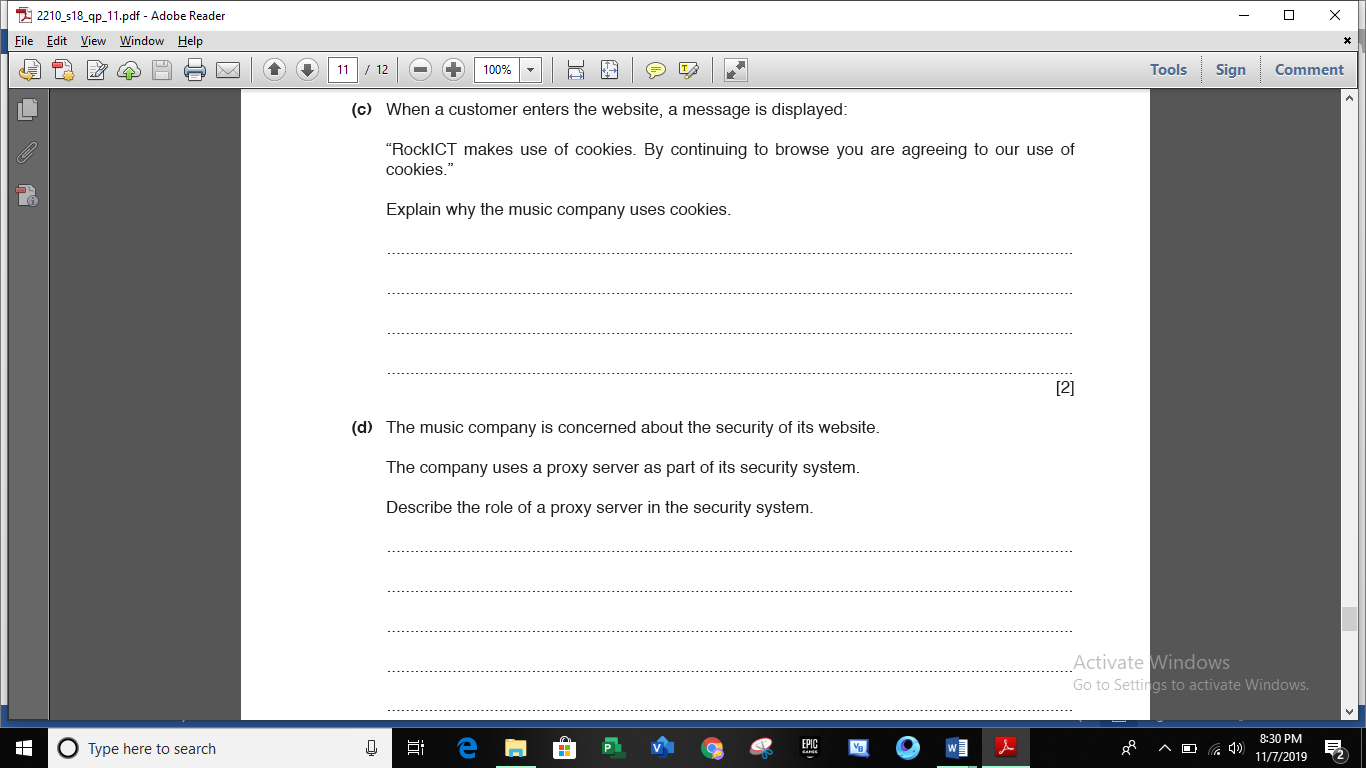 2210_s18_qp_11.pdf - Adobe Reader
File Edit View Window Help
11 / 12 100% Tools Sign Comment
(c) When a customer enters the website, a message is displayed:
“RockICT makes use of cookies. By continuing to browse you are agreeing to our use of
cookies.”
Explain why the music company uses cookies.
[2]
(d) The music company is concerned about the security of its website.
The company uses a proxy server as part of its security system.
Describe the role of a proxy server in the security system.
Activate Windows
Go to Settings to activate Windows.
Type here to search
EPIC
GAMES
8:30 PM
11/7/2019
2